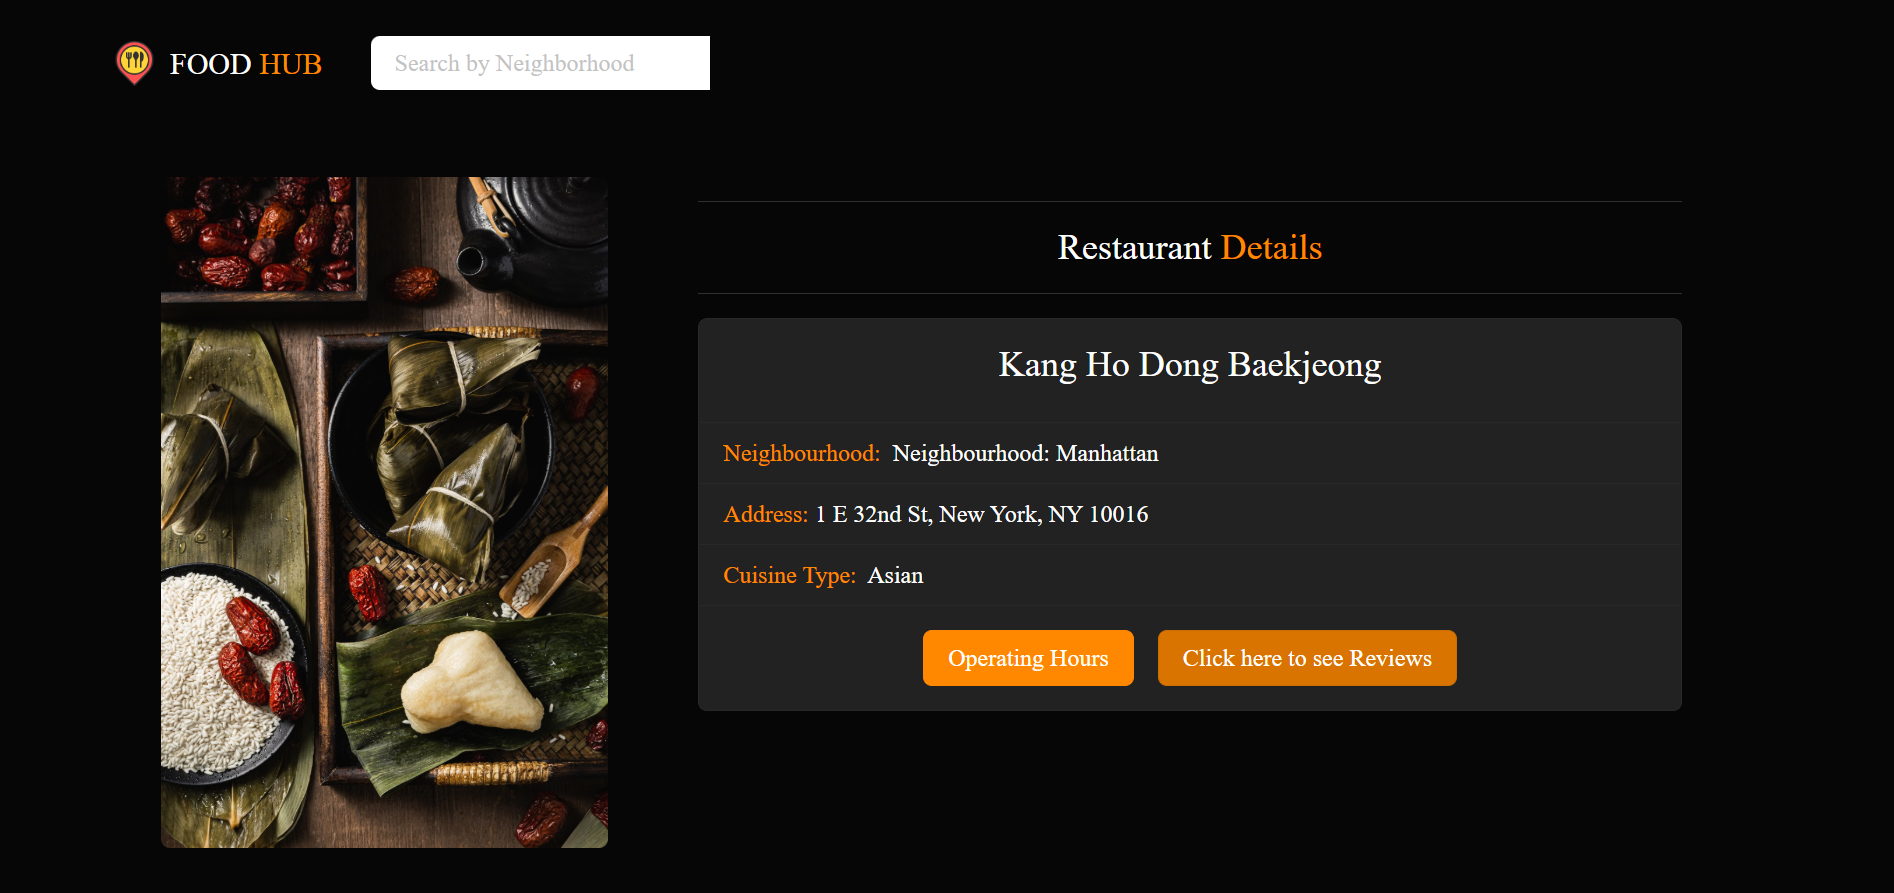 FOOD HUB
Search by Neighborhood
Restaurant Details
Kang Ho Dong Baekjeong
Neighbourhood: Neighbourhood: Manhattan
Address: 1 E 32nd St, New York, NY 10016
Cuisine Type: Asian
Operating Hours
Click here to see Reviews